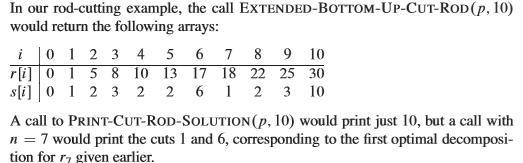 In our rod-cutting example, the call EXTENDED-BOTTOM-UP-CUT-ROD(p, 10)
would return the following arrays:
i 0 1 2 3 4 5 6 7 8 9 10
r[i] 0 1 5 8 10 13 17 18 22 25 30
s[i] 0 1 2 3 2 2 6 1 2 3 10
A call to PRINT-CUT-ROD-SOLUTION(p, 10) would print just 10, but a call with
n = 7 would print the cuts 1 and 6, corresponding to the first optimal decomposi-
tion for r7 given earlier.